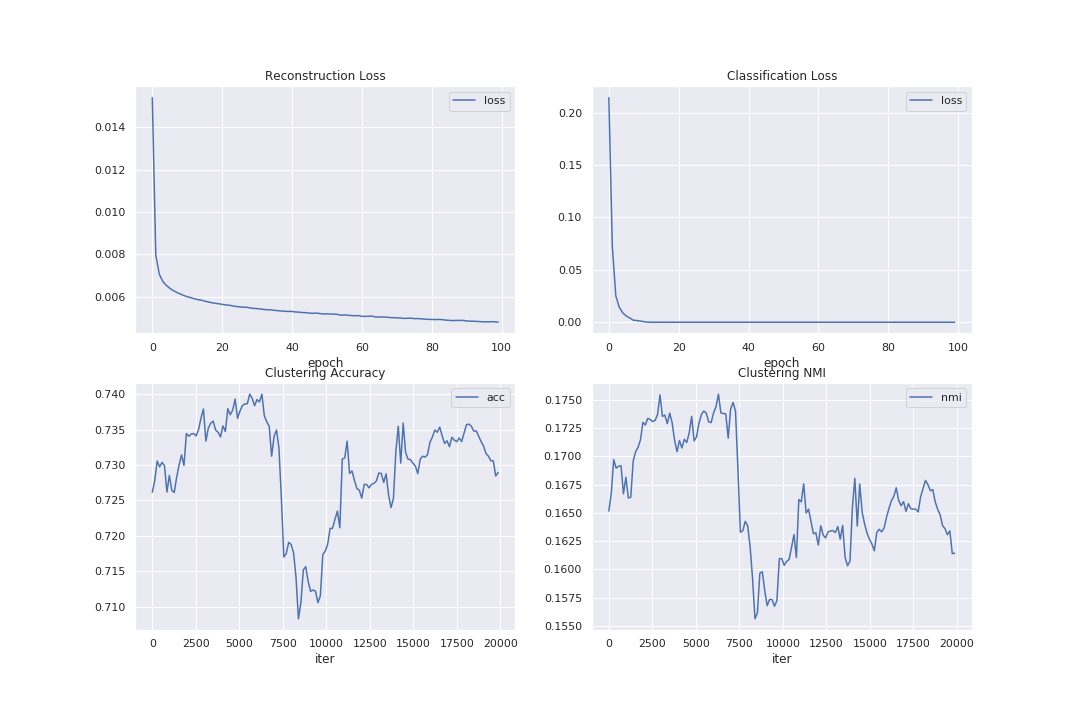 Reconstruction Loss
loss
0.014
0.012
0.010
0.008
0.006
0 20 40 60 80 100
epoch
Classification Loss
loss
0.20
0.15
0.10
0.05
0.00
0 20 40 60 80 100
epoch
Clustering Accuracy
acc
0.740
0.735
0.730
0.725
0.720
0.715
0.710
0 2500 5000 7500 10000 12500 15000 17500 20000
iter
Clustering NMI
nmi
0.1750
0.1725
0.1700
0.1675
0.1650
0.1625
0.1600
0.1575
0.1550
0 2500 5000 7500 10000 12500 15000 17500 20000
iter